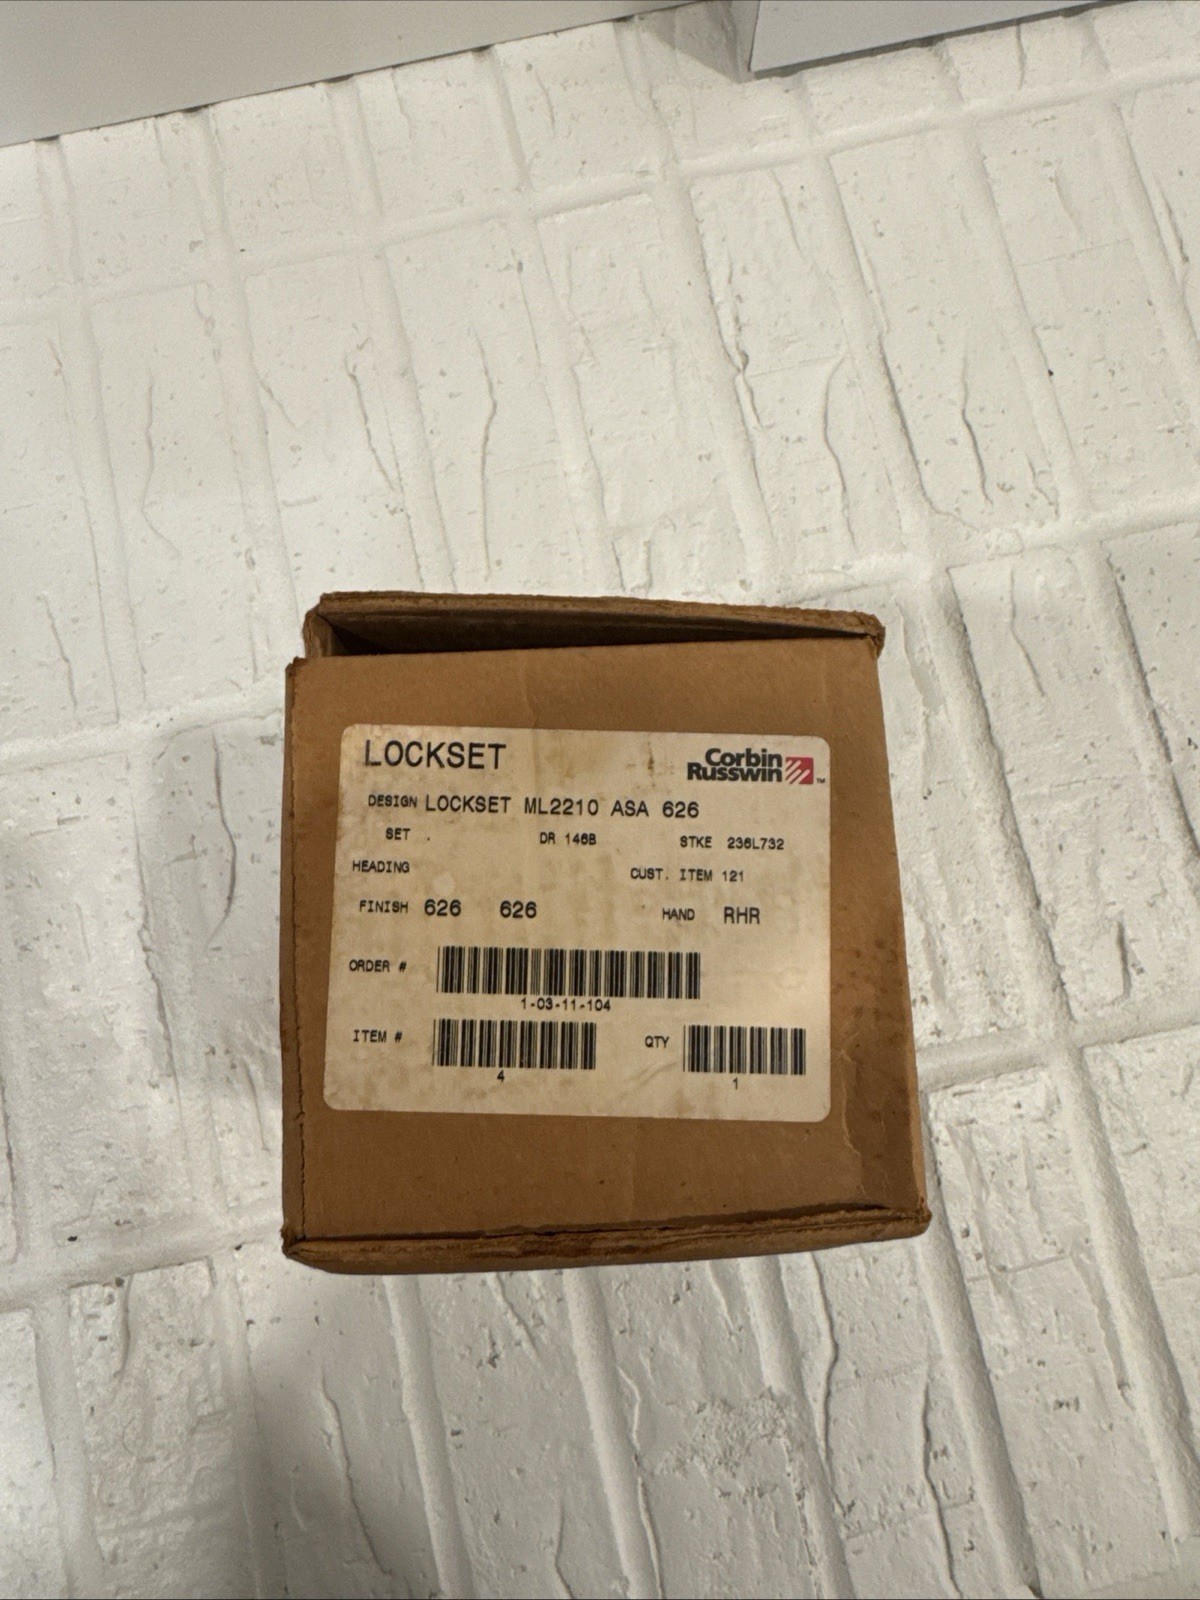 LOCKSET
Corbin
Russwin ™
DESIGN LOCKSET ML2210 ASA 626
SET . DR 146B STKE 236L732
HEADING CUST. ITEM 121
FINISH 626 626 HAND RHR
ORDER #
1-03-11-104
ITEM # QTY
4 1